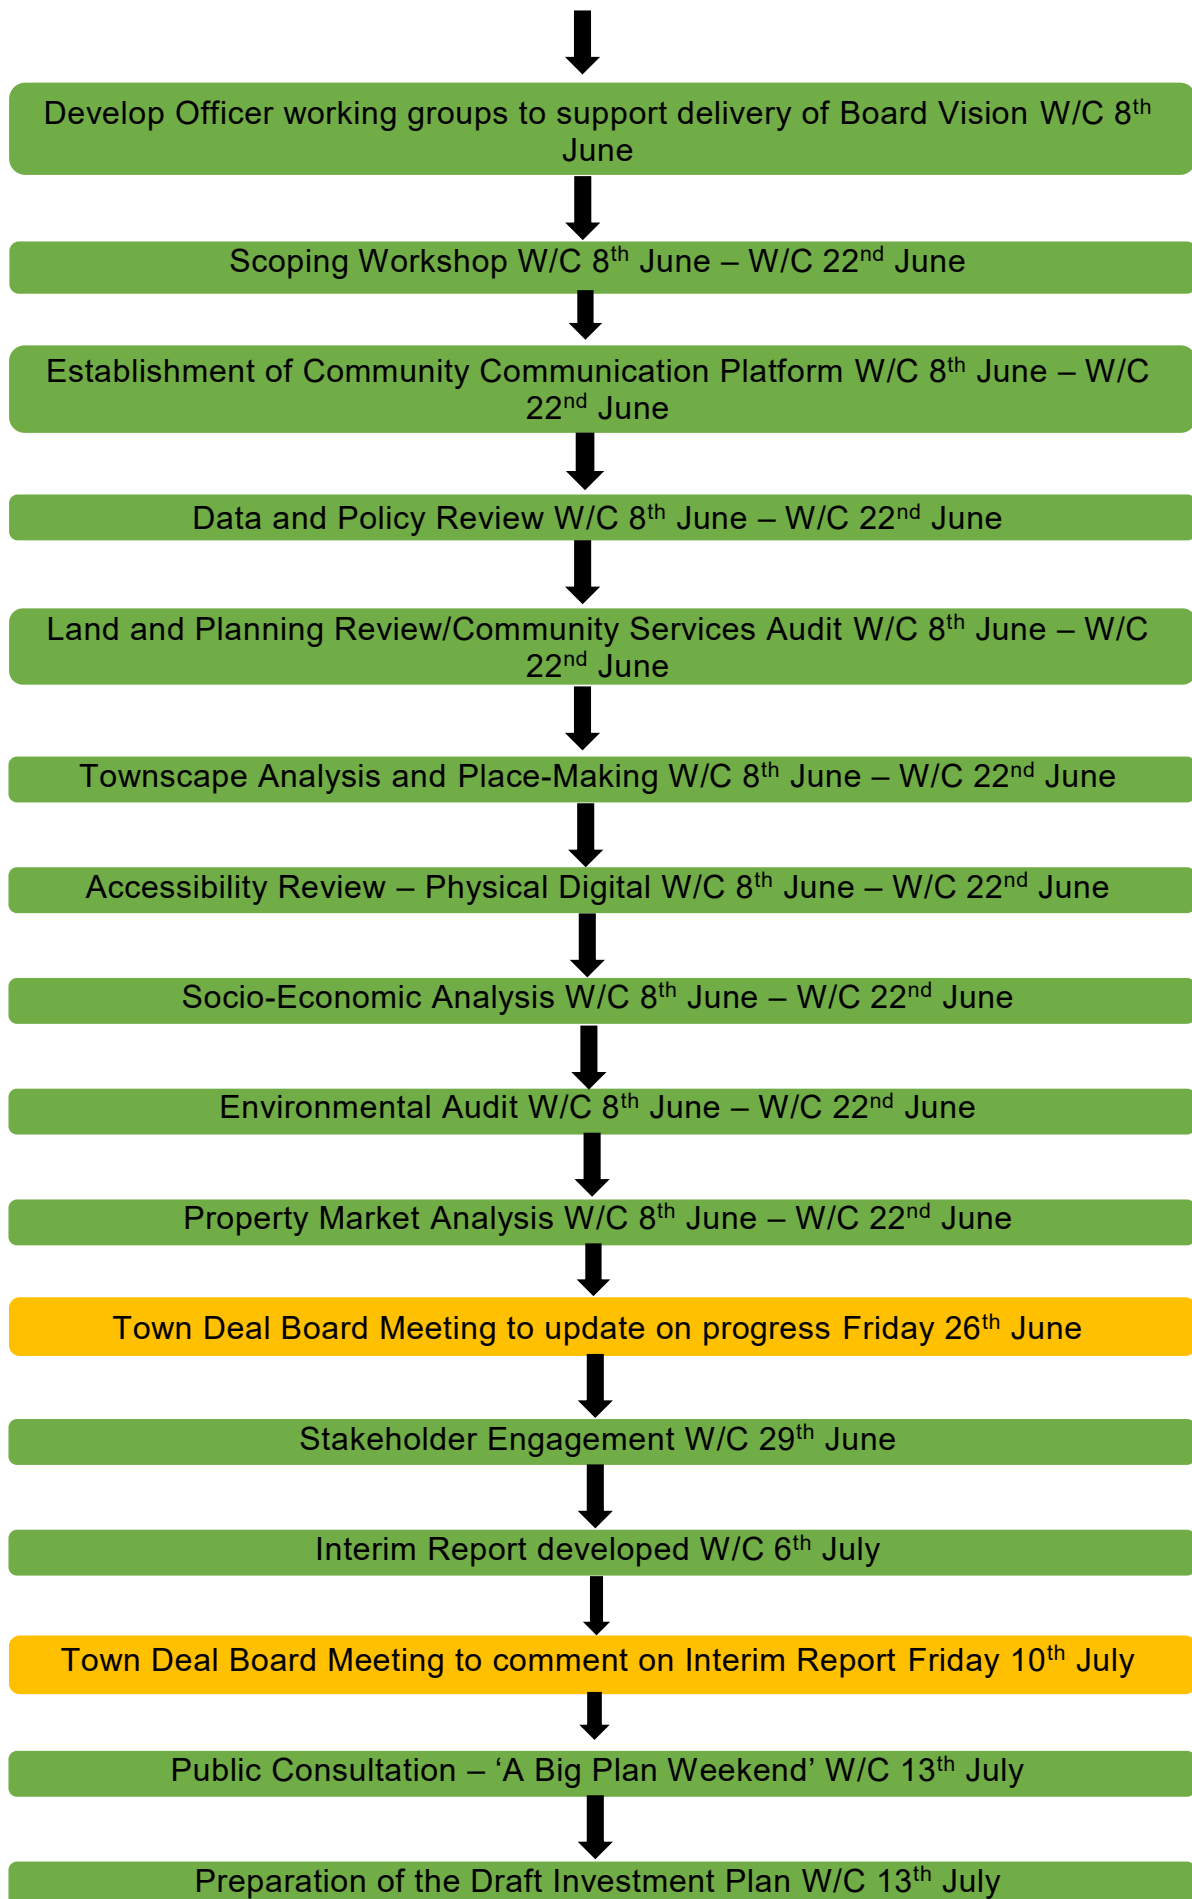 Develop Officer working groups to support delivery of Board Vision W/C 8th
June
Scoping Workshop W/C 8th June – W/C 22nd June
Establishment of Community Communication Platform W/C 8th June – W/C
22nd June
Data and Policy Review W/C 8th June – W/C 22nd June
Land and Planning Review/Community Services Audit W/C 8th June – W/C
22nd June
Townscape Analysis and Place-Making W/C 8th June – W/C 22nd June
Accessibility Review – Physical Digital W/C 8th June – W/C 22nd June
Socio-Economic Analysis W/C 8th June – W/C 22nd June
Environmental Audit W/C 8th June – W/C 22nd June
Property Market Analysis W/C 8th June – W/C 22nd June
Town Deal Board Meeting to update on progress Friday 26th June
Stakeholder Engagement W/C 29th June
Interim Report developed W/C 6th July
Town Deal Board Meeting to comment on Interim Report Friday 10th July
Public Consultation – ‘A Big Plan Weekend’ W/C 13th July
Preparation of the Draft Investment Plan W/C 13th July